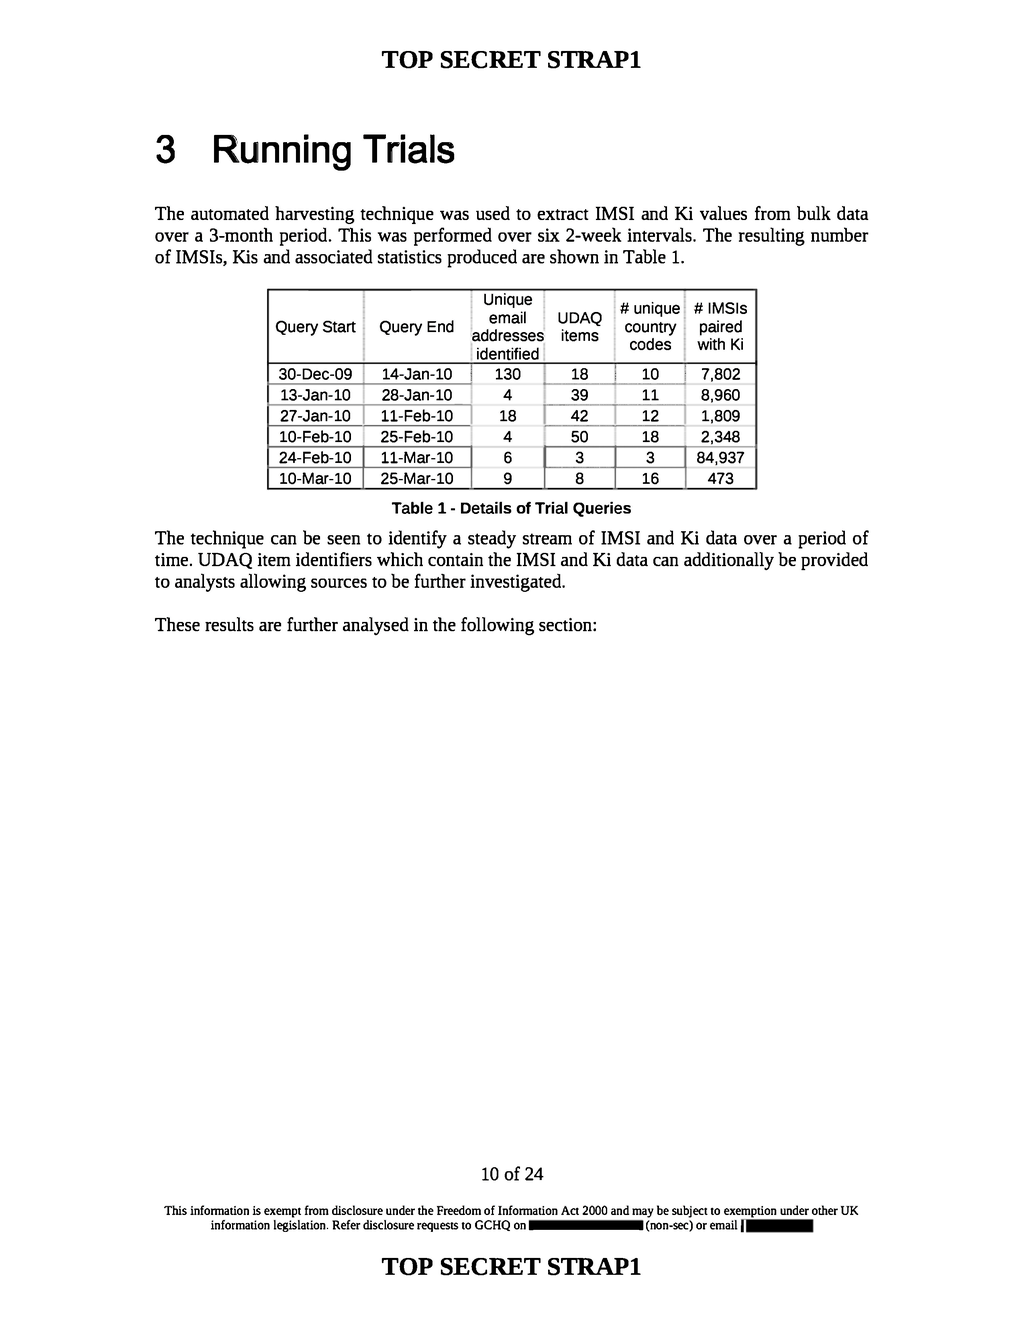 TOP SECRET STRAP1
3 Running Trials
The automated harvesting technique was used to extract IMSI and Ki values from bulk data
over a 3-month period. This was performed over six 2-week intervals. The resulting number
of IMSIs, Kis and associated statistics produced are shown in Table 1.
Query Start Query End Unique email addresses identified UDAQ items # unique country codes # IMSIs paired with Ki
30-Dec-09 14-Jan-10 130 18 10 7,802
13-Jan-10 28-Jan-10 4 39 11 8,960
27-Jan-10 11-Feb-10 18 42 12 1,809
10-Feb-10 25-Feb-10 4 50 18 2,348
24-Feb-10 11-Mar-10 6 3 3 84,937
10-Mar-10 25-Mar-10 9 8 16 473
Table 1 - Details of Trial Queries
The technique can be seen to identify a steady stream of IMSI and Ki data over a period of
time. UDAQ item identifiers which contain the IMSI and Ki data can additionally be provided
to analysts allowing sources to be further investigated.
These results are further analysed in the following section:
10 of 24
This information is exempt from disclosure under the Freedom of Information Act 2000 and may be subject to exemption under other UK
information legislation. Refer disclosure requests to GCHQ on (non-sec) or email
TOP SECRET STRAP1